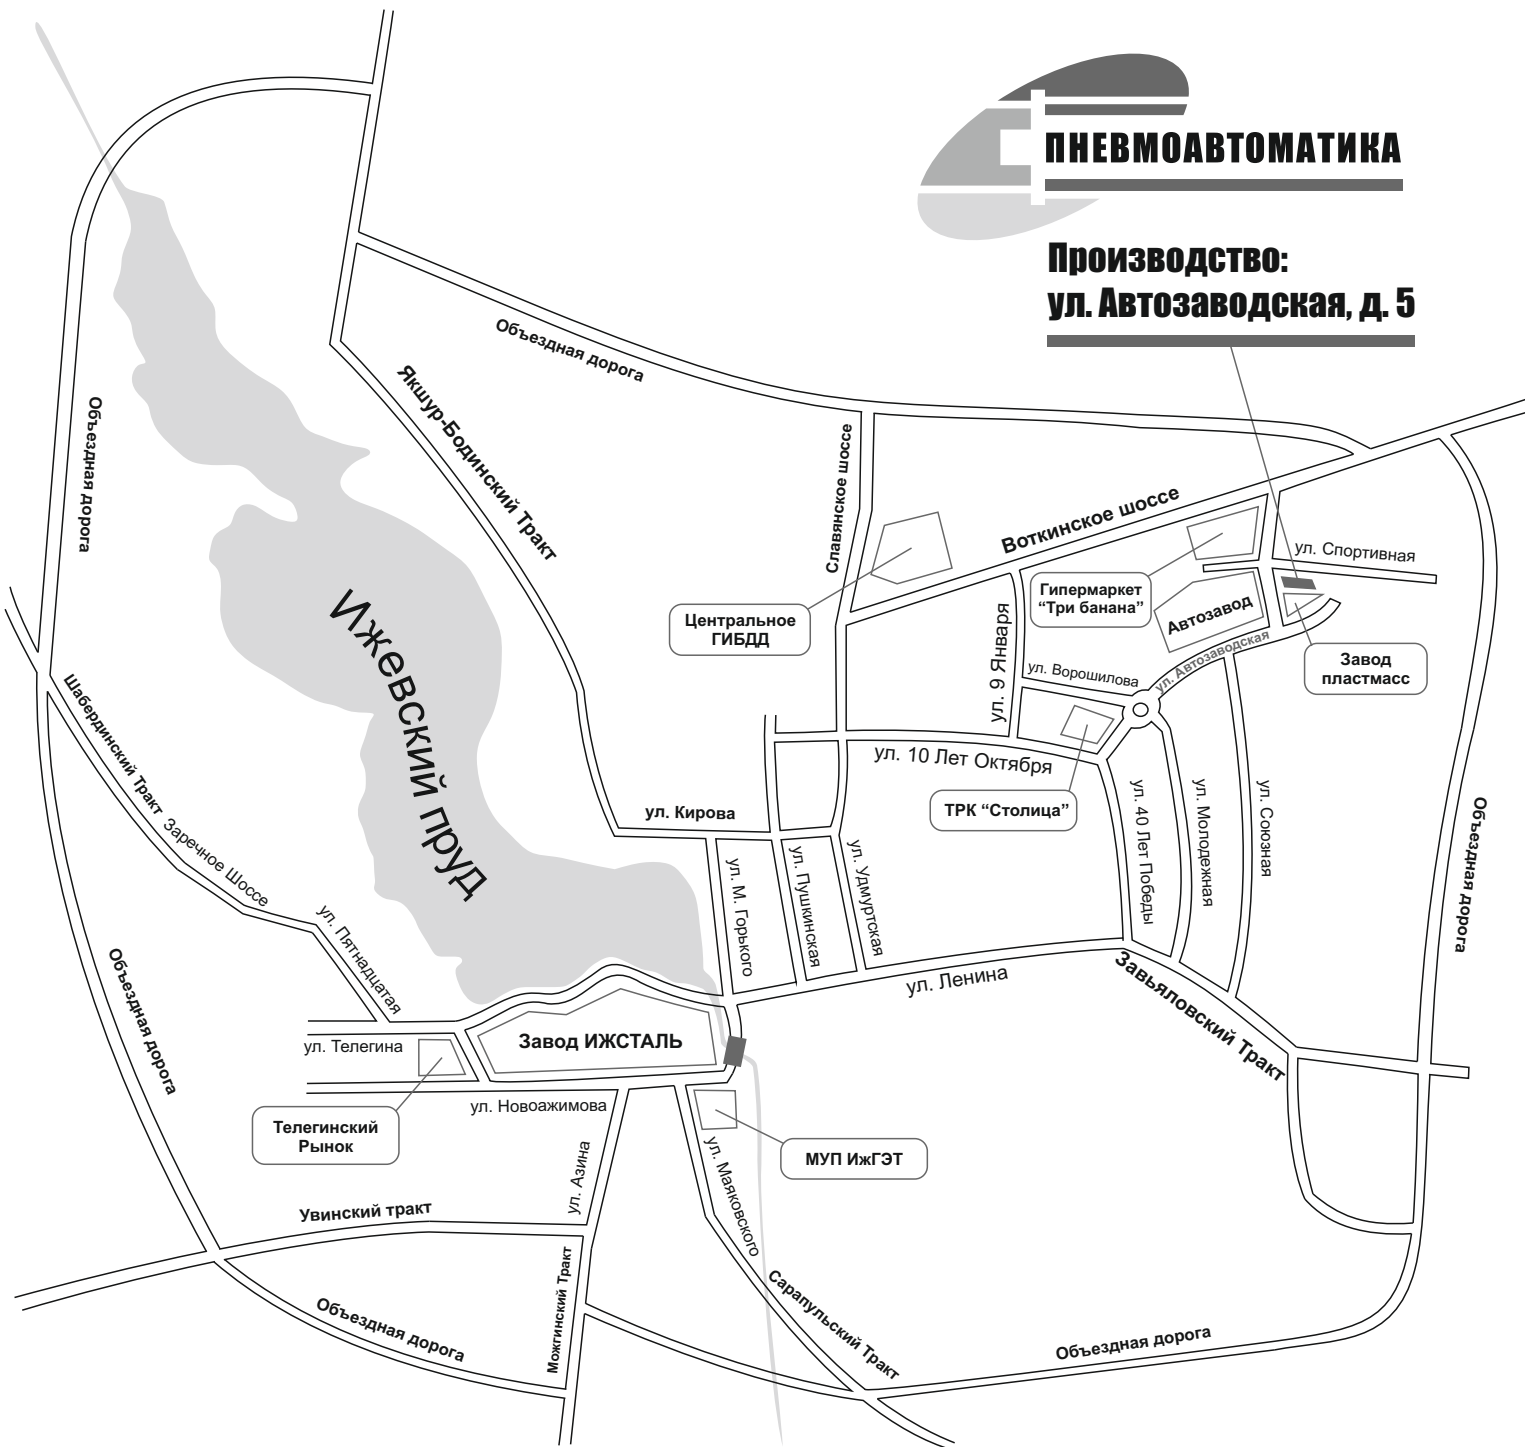 ПНЕВМОАВТОМАТИКА
Производство:
ул. Автозаводская, д. 5
Объездная дорога
Якшур-Бодинский Тракт
Объездная дорога
Славянское шоссе
Воткинское шоссе
ул. Спортивная
Гипермаркет
“Три банана”
Автозавод
Центральное
ГИБДД
ул. 9 Января
ул. Ворошилова
ул. Автозаводская
Завод
пластмасс
Ижевский пруд
Шабердинский Тракт
Заречное Шоссе
ул. Пятнадцатая
ул. 10 Лет Октября
ТРК “Столица”
ул. Кирова
ул. М. Горького
ул. Пушкинская
ул. Удмуртская
ул. 40 Лет Победы
ул. Молодежная
ул. Союзная
Объездная дорога
ул. Ленина
Завьяловский Тракт
Объездная дорога
ул. Телегина
Завод ИЖСТАЛЬ
ул. Новоажимова
Телегинский
Рынок
ул. Азина
ул. Маяковского
МУП ИжГЭТ
Увинский тракт
Можгинский Тракт
Сарапульский Тракт
Объездная дорога
Объездная дорога